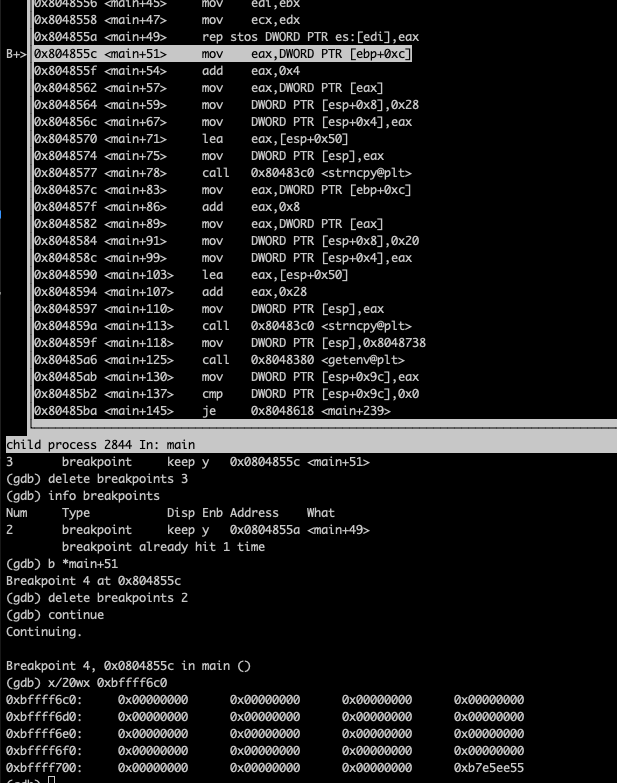 0x8048556 <main+45> mov edi,ebx
0x8048558 <main+47> mov ecx,edx
0x804855a <main+49> rep stos DWORD PTR es:[edi],eax
B+> 0x804855c <main+51> mov eax,DWORD PTR [ebp+0xc]
0x804855f <main+54> add eax,0x4
0x8048562 <main+57> mov eax,DWORD PTR [eax]
0x8048564 <main+59> mov DWORD PTR [esp+0x8],0x28
0x804856c <main+67> mov DWORD PTR [esp+0x4],eax
0x8048570 <main+71> lea eax,[esp+0x50]
0x8048574 <main+75> mov DWORD PTR [esp],eax
0x8048577 <main+78> call 0x80483c0 <strncpy@plt>
0x804857c <main+83> mov eax,DWORD PTR [ebp+0xc]
0x804857f <main+86> add eax,0x8
0x8048582 <main+89> mov eax,DWORD PTR [eax]
0x8048584 <main+91> mov DWORD PTR [esp+0x8],0x20
0x804858c <main+99> mov DWORD PTR [esp+0x4],eax
0x8048590 <main+103> lea eax,[esp+0x50]
0x8048594 <main+107> add eax,0x28
0x8048597 <main+110> mov DWORD PTR [esp],eax
0x804859a <main+113> call 0x80483c0 <strncpy@plt>
0x804859f <main+118> mov DWORD PTR [esp],0x8048738
0x80485a6 <main+125> call 0x8048380 <getenv@plt>
0x80485ab <main+130> mov DWORD PTR [esp+0x9c],eax
0x80485b2 <main+137> cmp DWORD PTR [esp+0x9c],0x0
0x80485ba <main+145> je 0x8048618 <main+239>
child process 2844 In: main
3 breakpoint keep y 0x0804855c <main+51>
(gdb) delete breakpoints 3
(gdb) info breakpoints
Num Type Disp Enb Address What
2 breakpoint keep y 0x0804855a <main+49>
breakpoint already hit 1 time
(gdb) b *main+51
Breakpoint 4 at 0x804855c
(gdb) delete breakpoints 2
(gdb) continue
Continuing.
Breakpoint 4, 0x0804855c in main ()
(gdb) x/20wx 0xbffff6c0
0xbffff6c0: 0x00000000 0x00000000 0x00000000 0x00000000
0xbffff6d0: 0x00000000 0x00000000 0x00000000 0x00000000
0xbffff6e0: 0x00000000 0x00000000 0x00000000 0x00000000
0xbffff6f0: 0x00000000 0x00000000 0x00000000 0x00000000
0xbffff700: 0x00000000 0x00000000 0x00000000 0xb7e5ee55
(gdb)